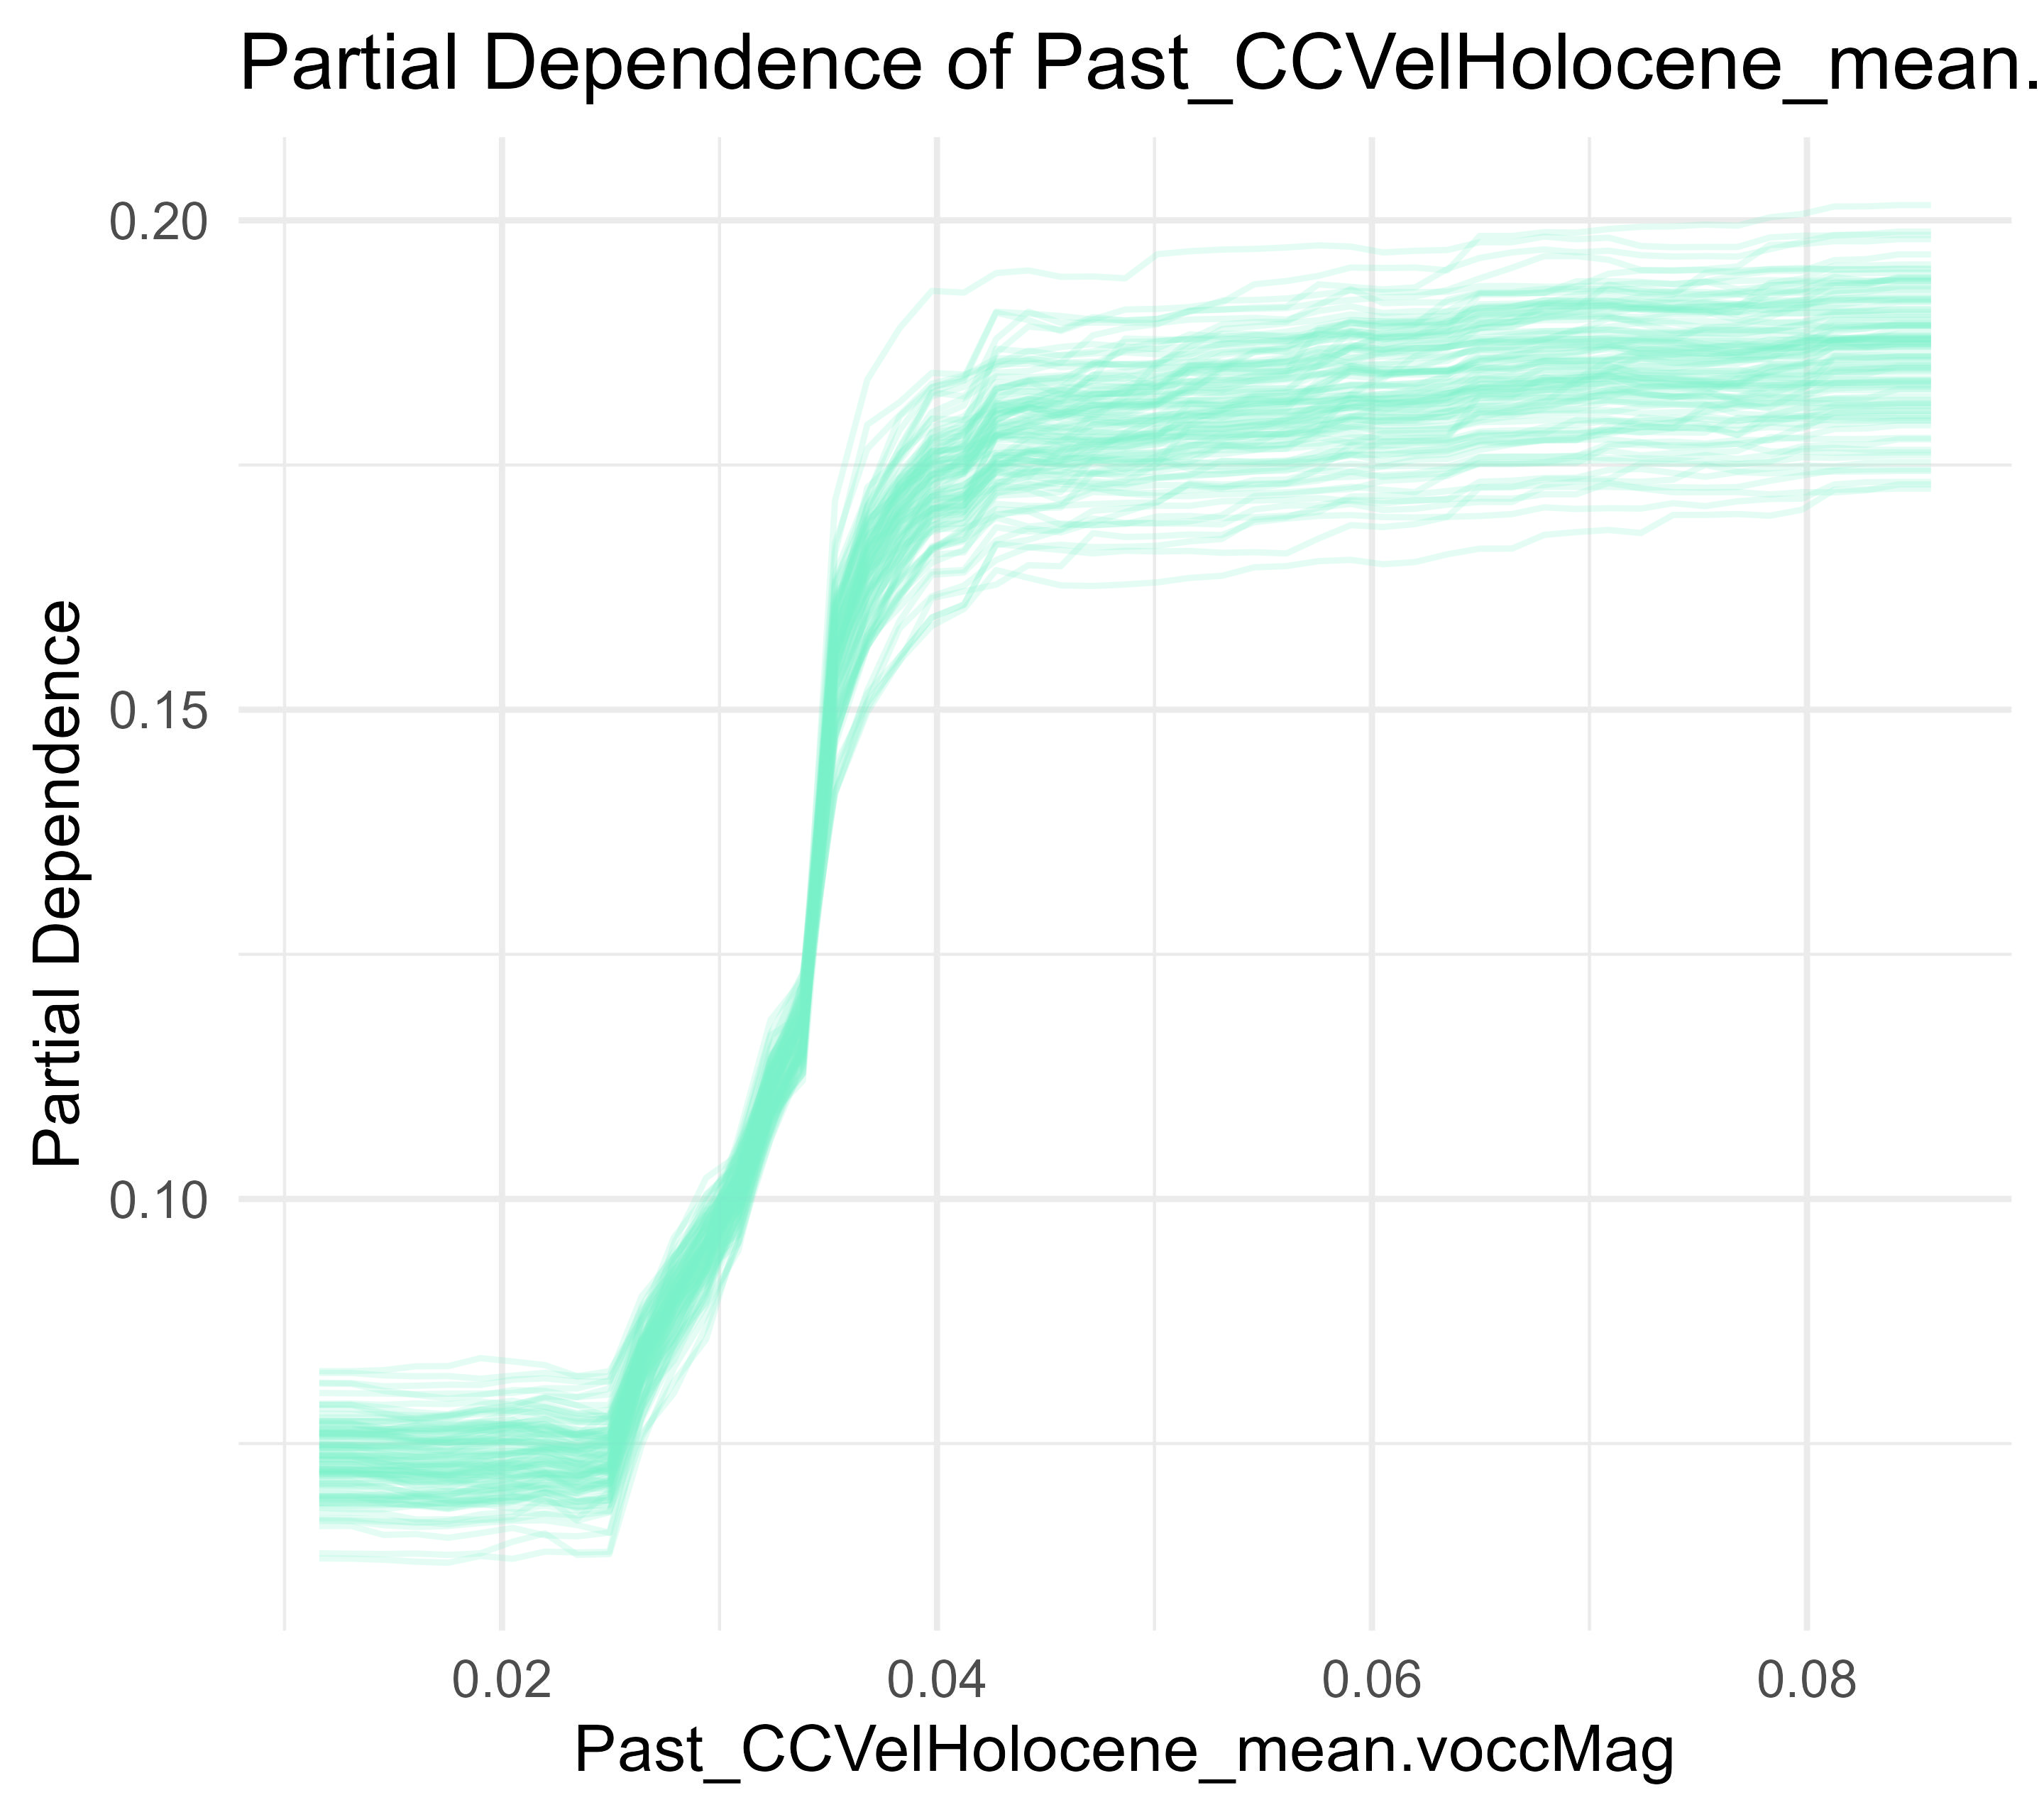 Partial Dependence of Past_CCVelHolocene_mean.
0.20
0.15
0.10
Partial Dependence
0.02 0.04 0.06 0.08
Past_CCVelHolocene_mean.voccMag